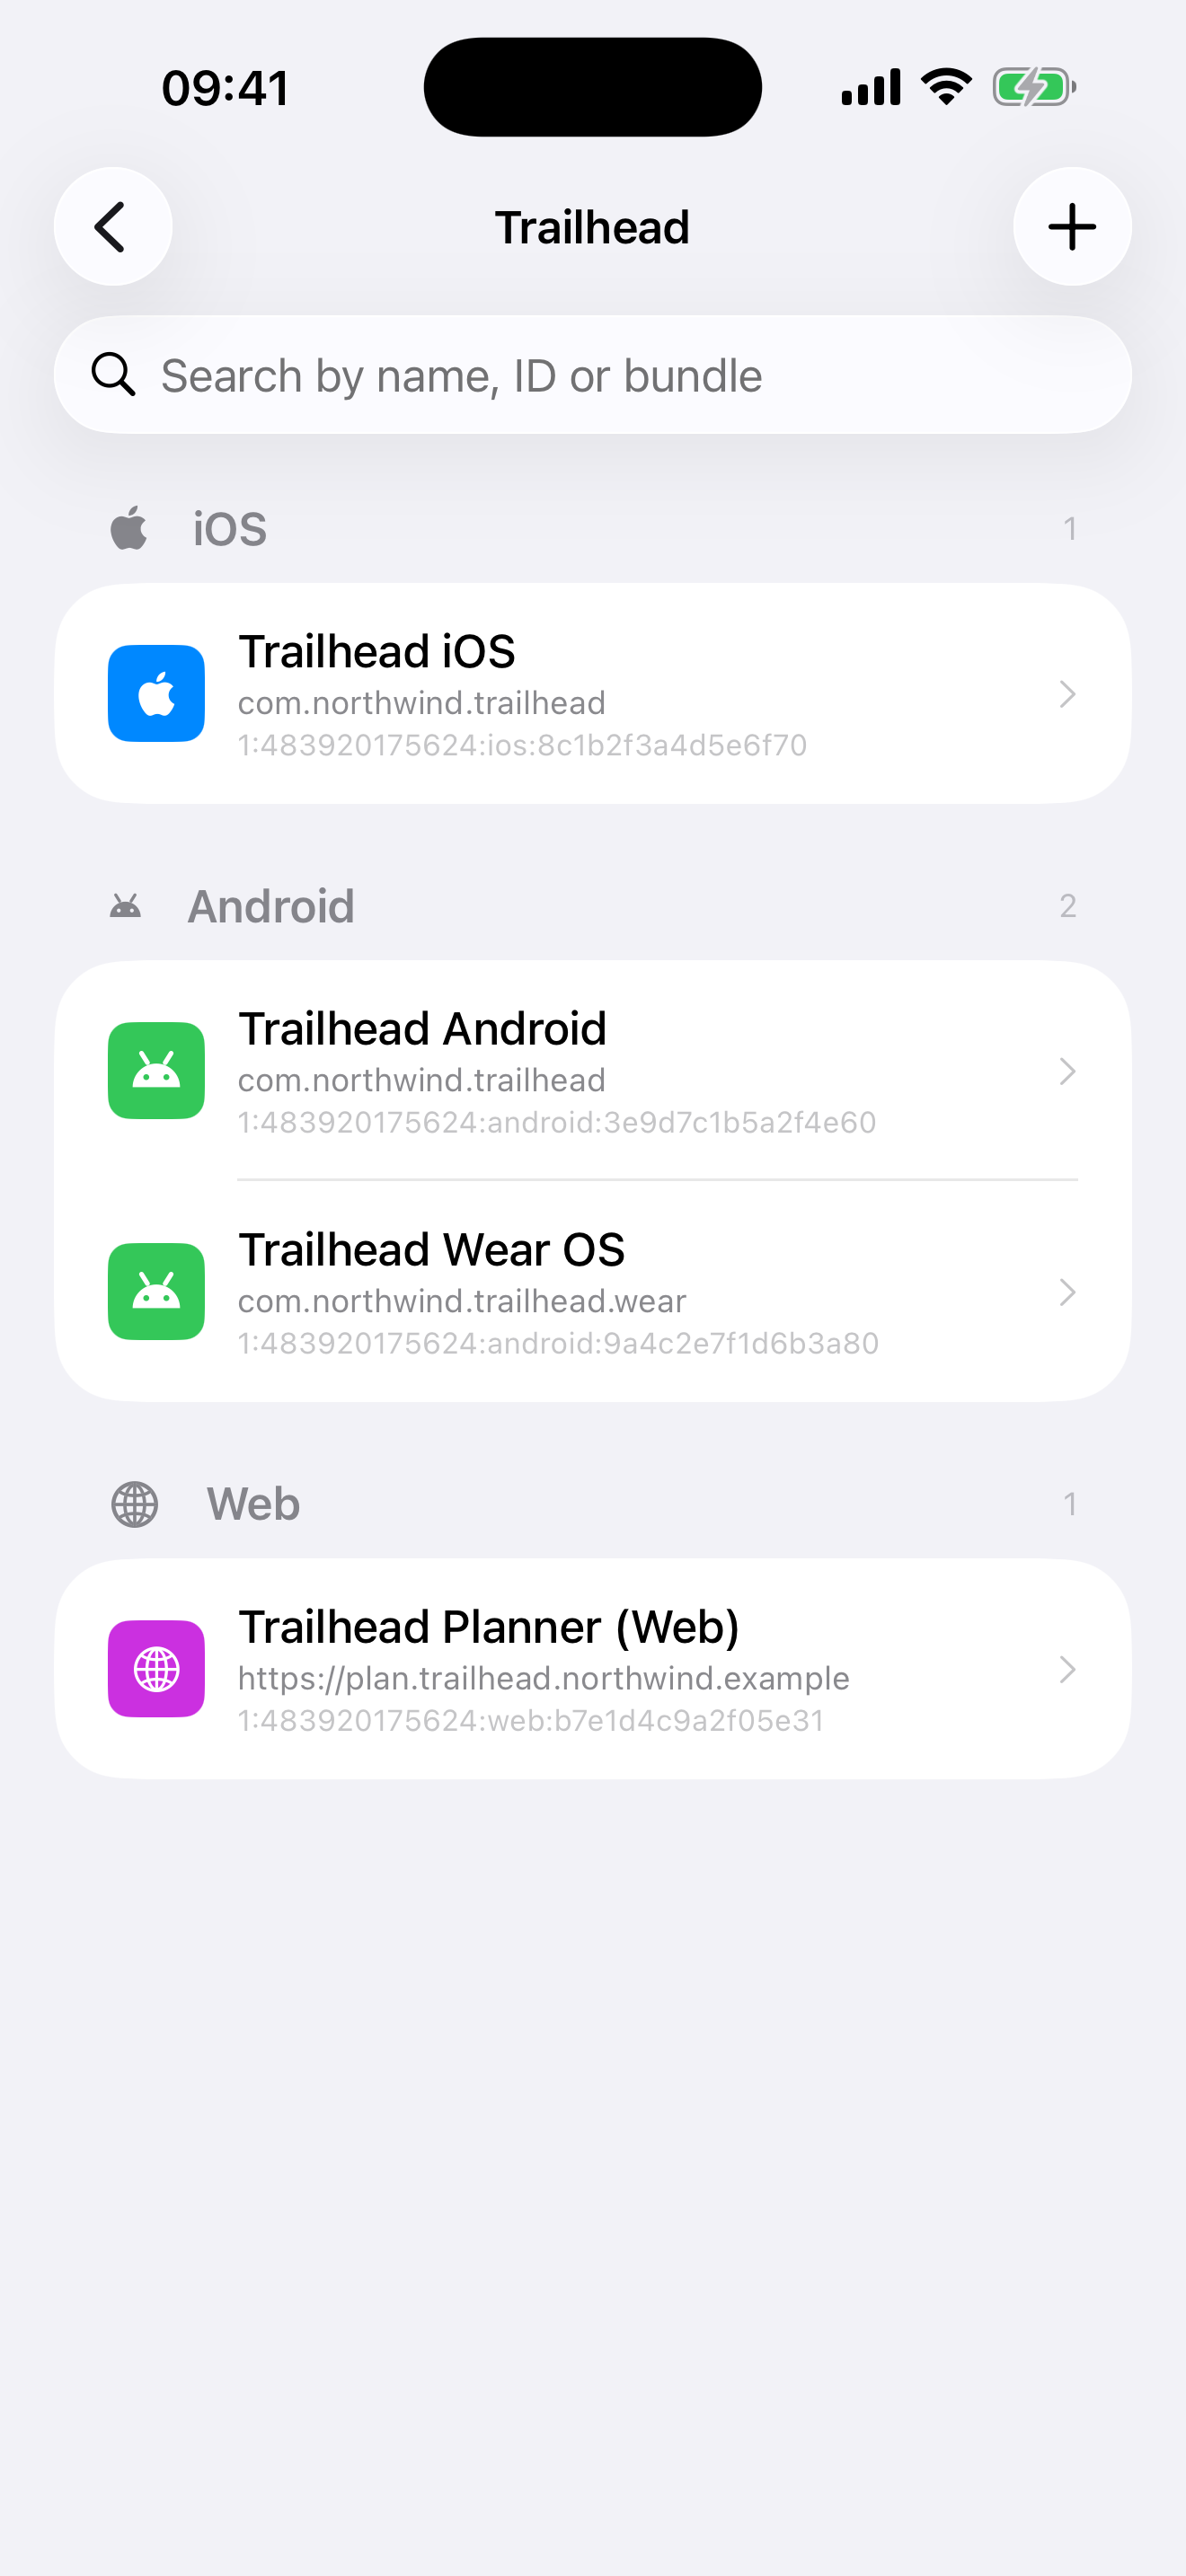 09:41
Trailhead
Search by name, ID or bundle
iOS
1
Trailhead iOS
com.northwind.trailhead
1:483920175624:ios:8c1b2f3a4d5e6f70
Android
2
Trailhead Android
com.northwind.trailhead
1:483920175624:android:3e9d7c1b5a2f4e60
Trailhead Wear OS
com.northwind.trailhead.wear
1:483920175624:android:9a4c2e7f1d6b3a80
Web
1
Trailhead Planner (Web)
https://plan.trailhead.northwind.example
1:483920175624:web:b7e1d4c9a2f05e31